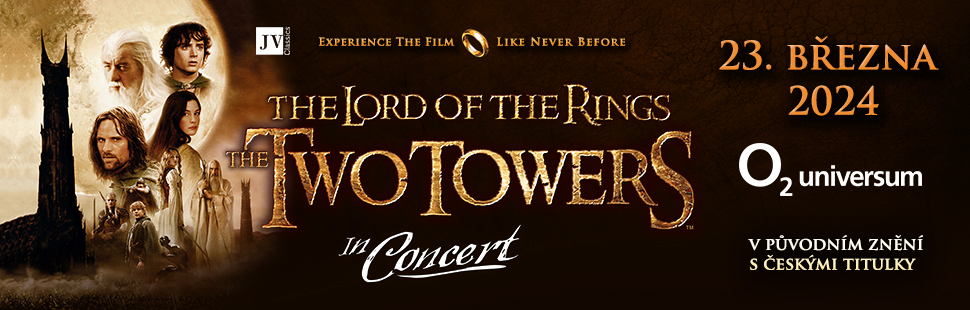 JV
Classics
Experience The Film Like Never Before
The Lord of the Rings
The Two Towers
TM
In Concert
23. BŘEZNA
2024
O2 universum
V PŮVODNÍM ZNĚNÍ
S ČESKÝMI TITULKY